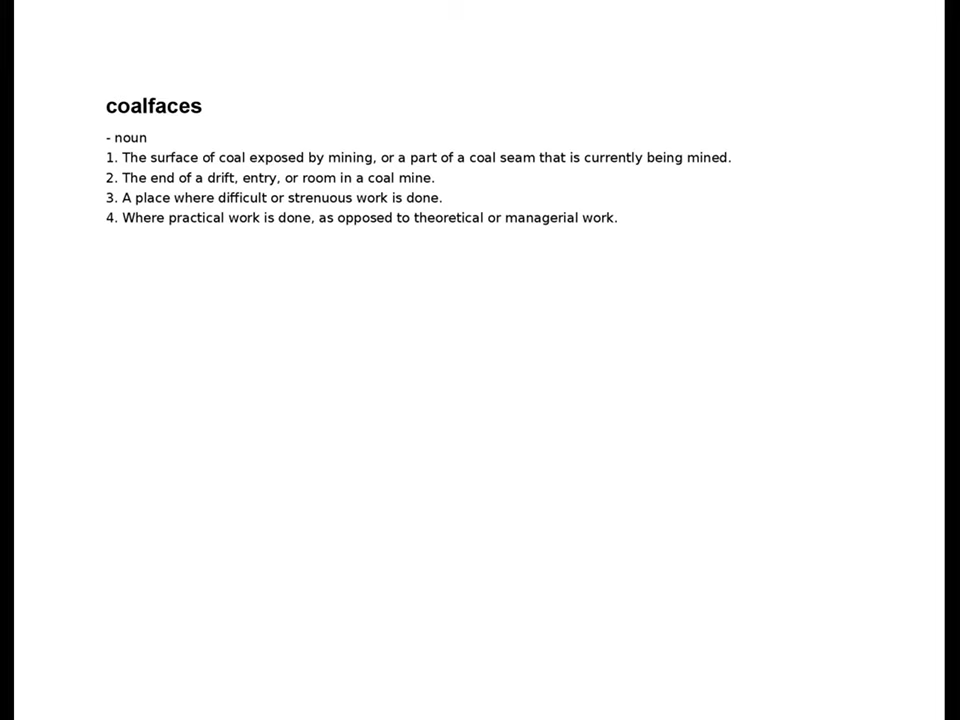 coalfaces
- noun
1. The surface of coal exposed by mining, or a part of a coal seam that is currently being mined.
2. The end of a drift, entry, or room in a coal mine.
3. A place where difficult or strenuous work is done.
4. Where practical work is done, as opposed to theoretical or managerial work.